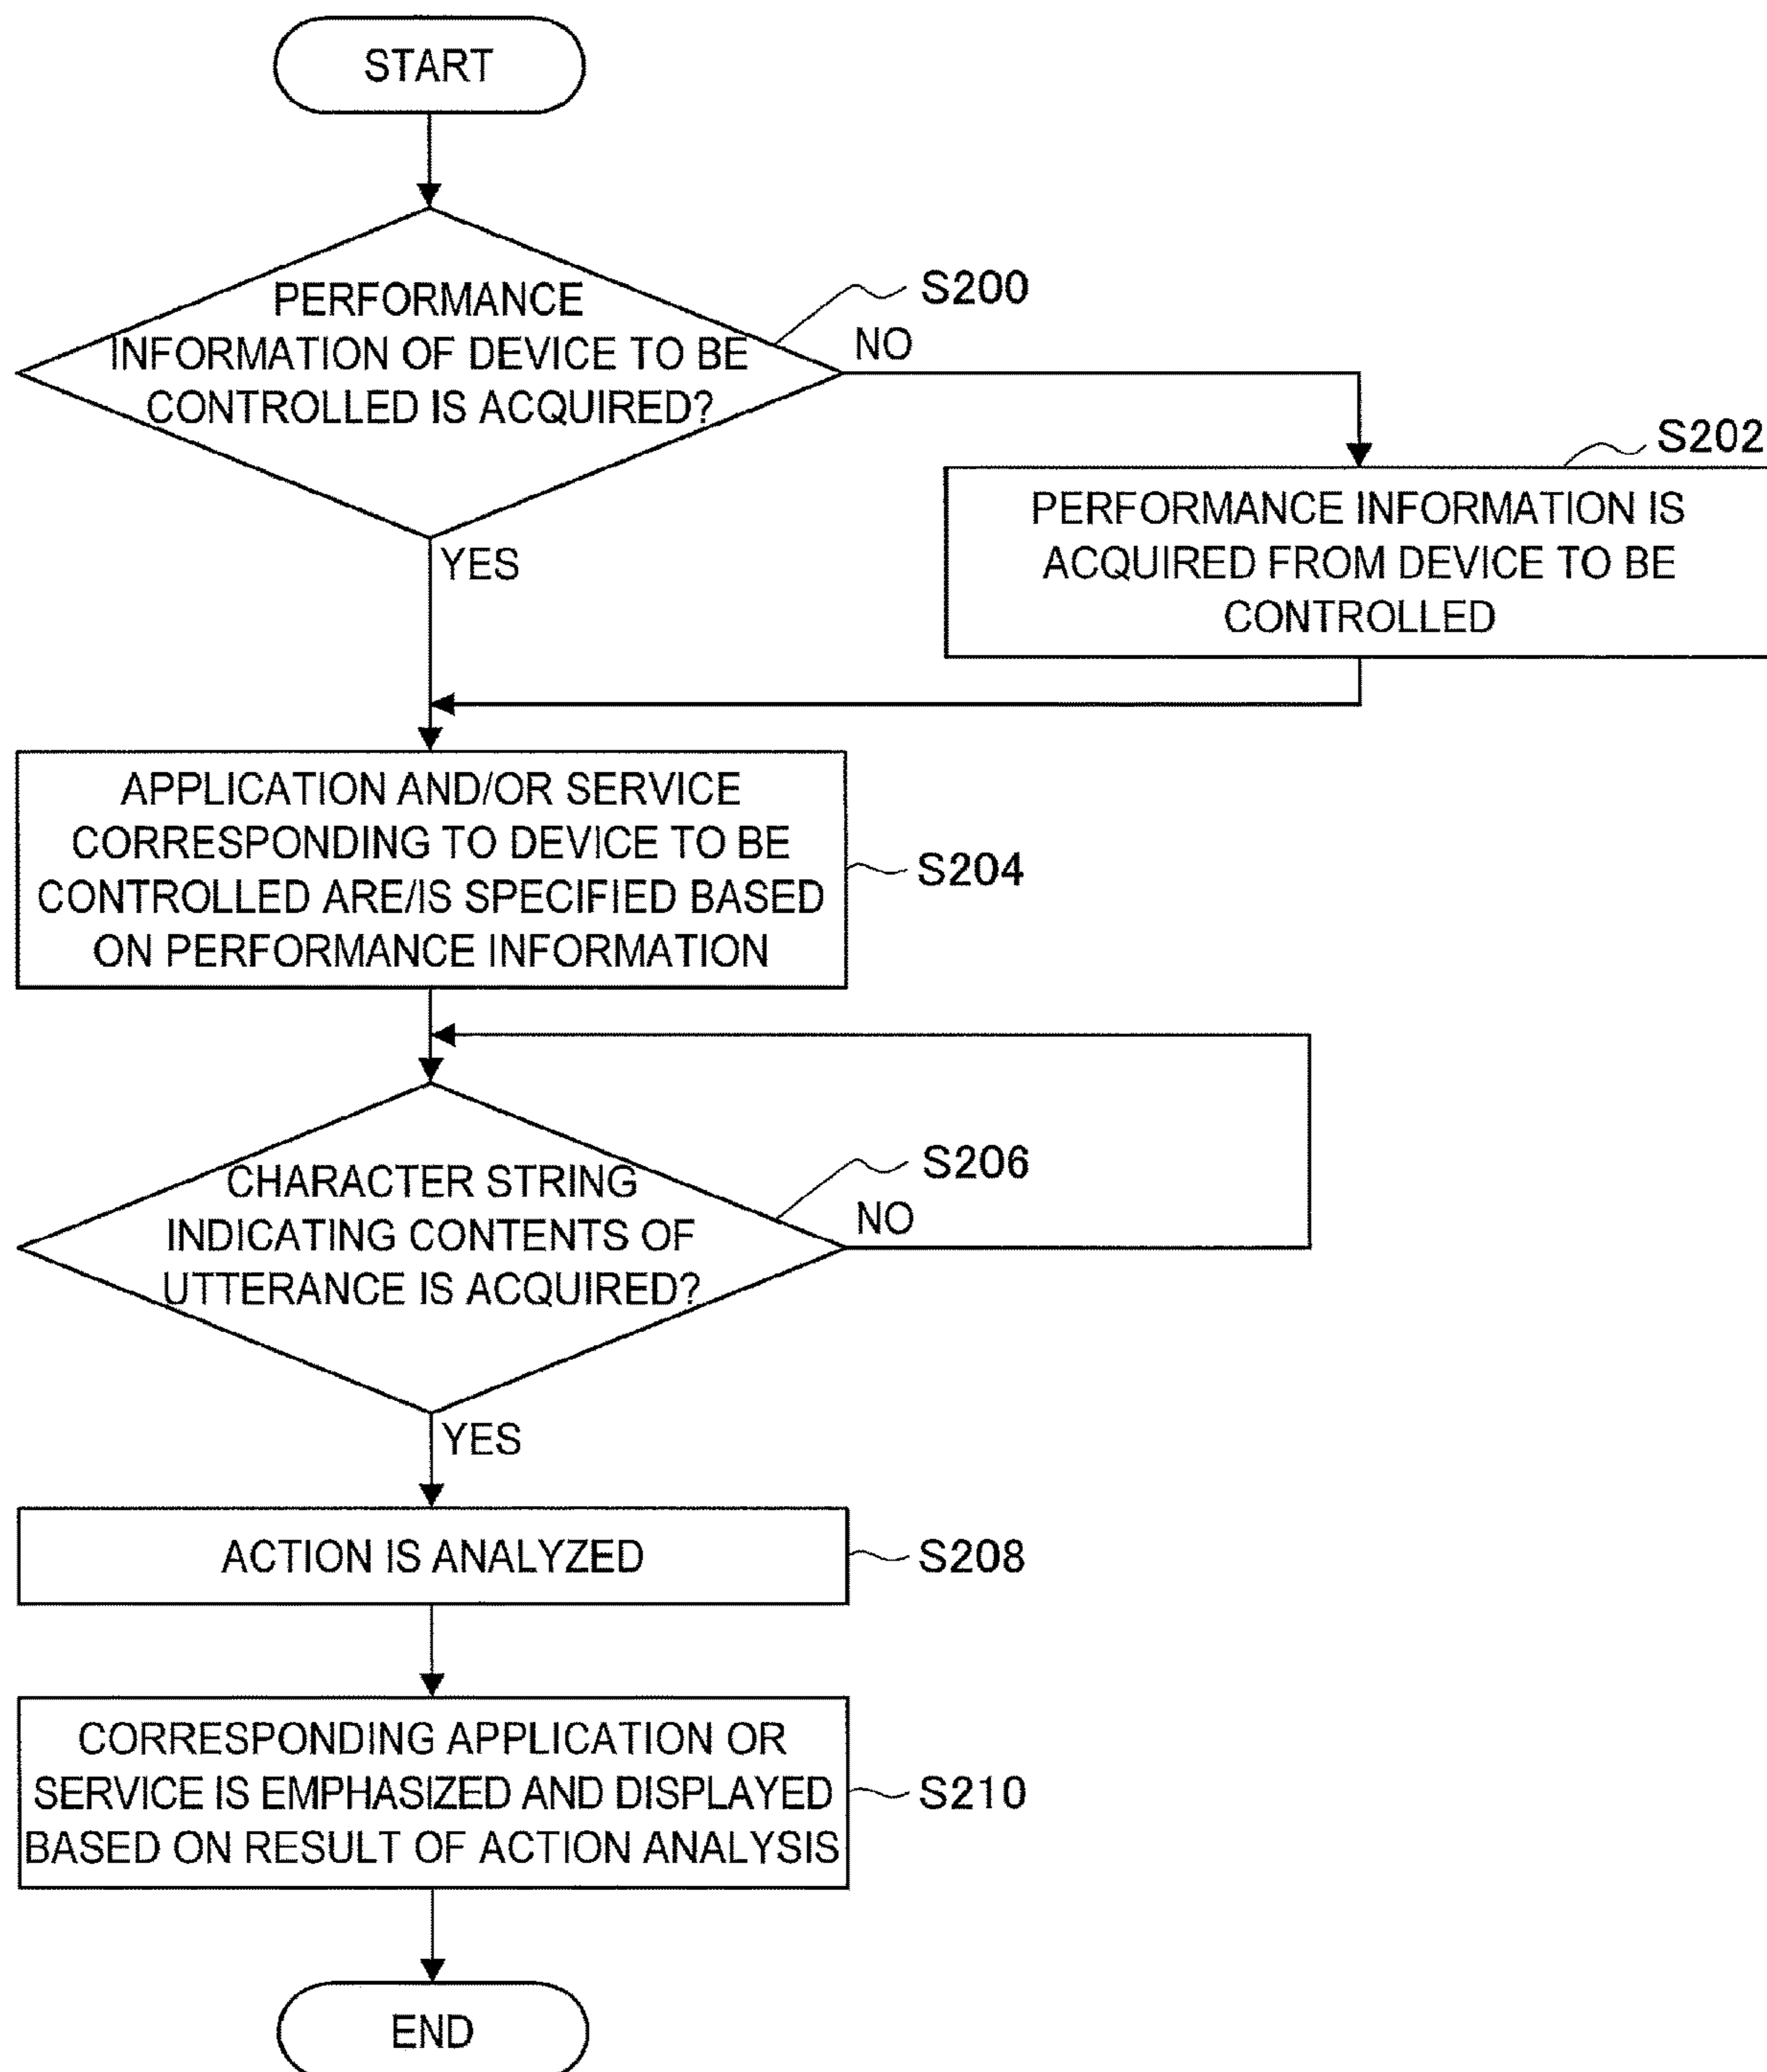 START
PERFORMANCE
INFORMATION OF DEVICE TO BE
CONTROLLED IS ACQUIRED?
S200
NO
YES
S202
PERFORMANCE INFORMATION IS
ACQUIRED FROM DEVICE TO BE
CONTROLLED
APPLICATION AND/OR SERVICE
CORRESPONDING TO DEVICE TO BE
CONTROLLED ARE/IS SPECIFIED BASED
ON PERFORMANCE INFORMATION
S204
CHARACTER STRING
INDICATING CONTENTS OF
UTTERANCE IS ACQUIRED?
S206
NO
YES
ACTION IS ANALYZED
S208
CORRESPONDING APPLICATION OR
SERVICE IS EMPHASIZED AND DISPLAYED
BASED ON RESULT OF ACTION ANALYSIS
S210
END